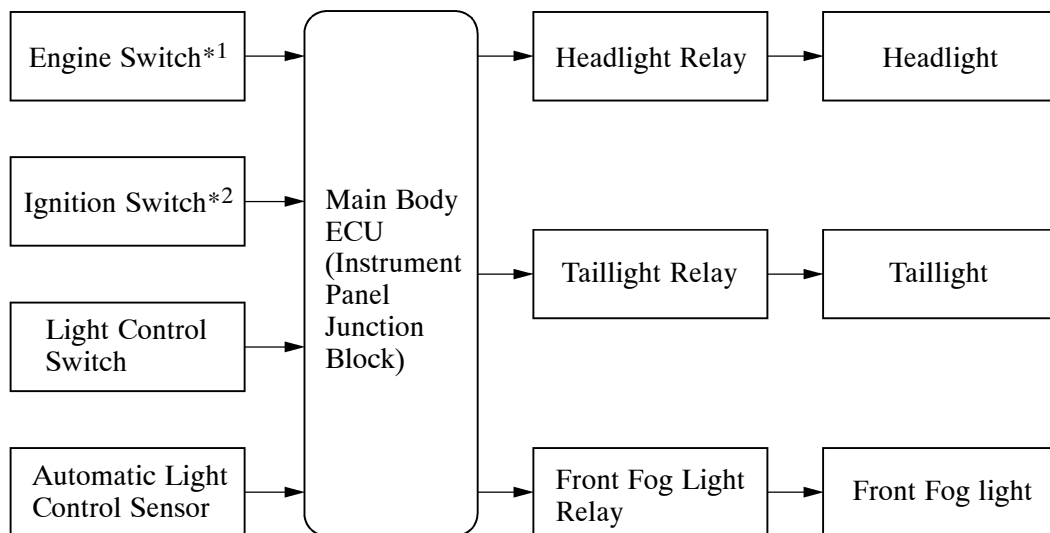 Engine Switch*1
Ignition Switch*2
Light Control
Switch
Automatic Light
Control Sensor
Main Body
ECU
(Instrument
Panel
Junction
Block)
Headlight Relay
Headlight
Taillight Relay
Taillight
Front Fog Light
Relay
Front Fog light